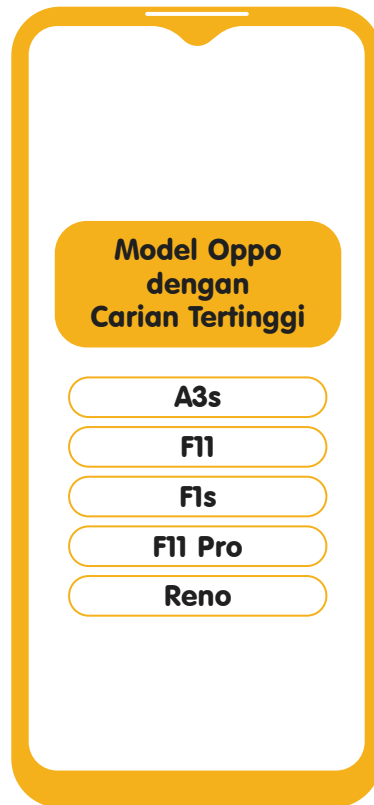 Model Oppo
dengan
Carian Tertinggi
A3s
F11
F1s
F11 Pro
Reno